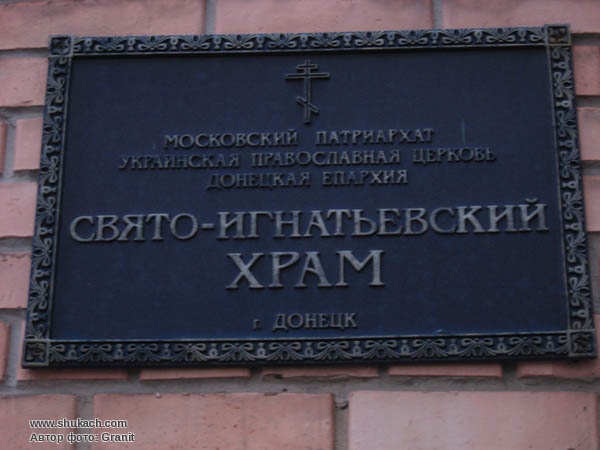 МОСКОВСКИЙ ПАТРИАРХАТ
УКРАИНСКАЯ ПРАВОСЛАВНАЯ ЦЕРКОВЬ
ДОНЕЦКАЯ ЕПАРХИЯ
СВЯТО-ИГНАТЬЕВСКИЙ
ХРАМ
г. ДОНЕЦК
www.shukach.com
Автор фото: Granit